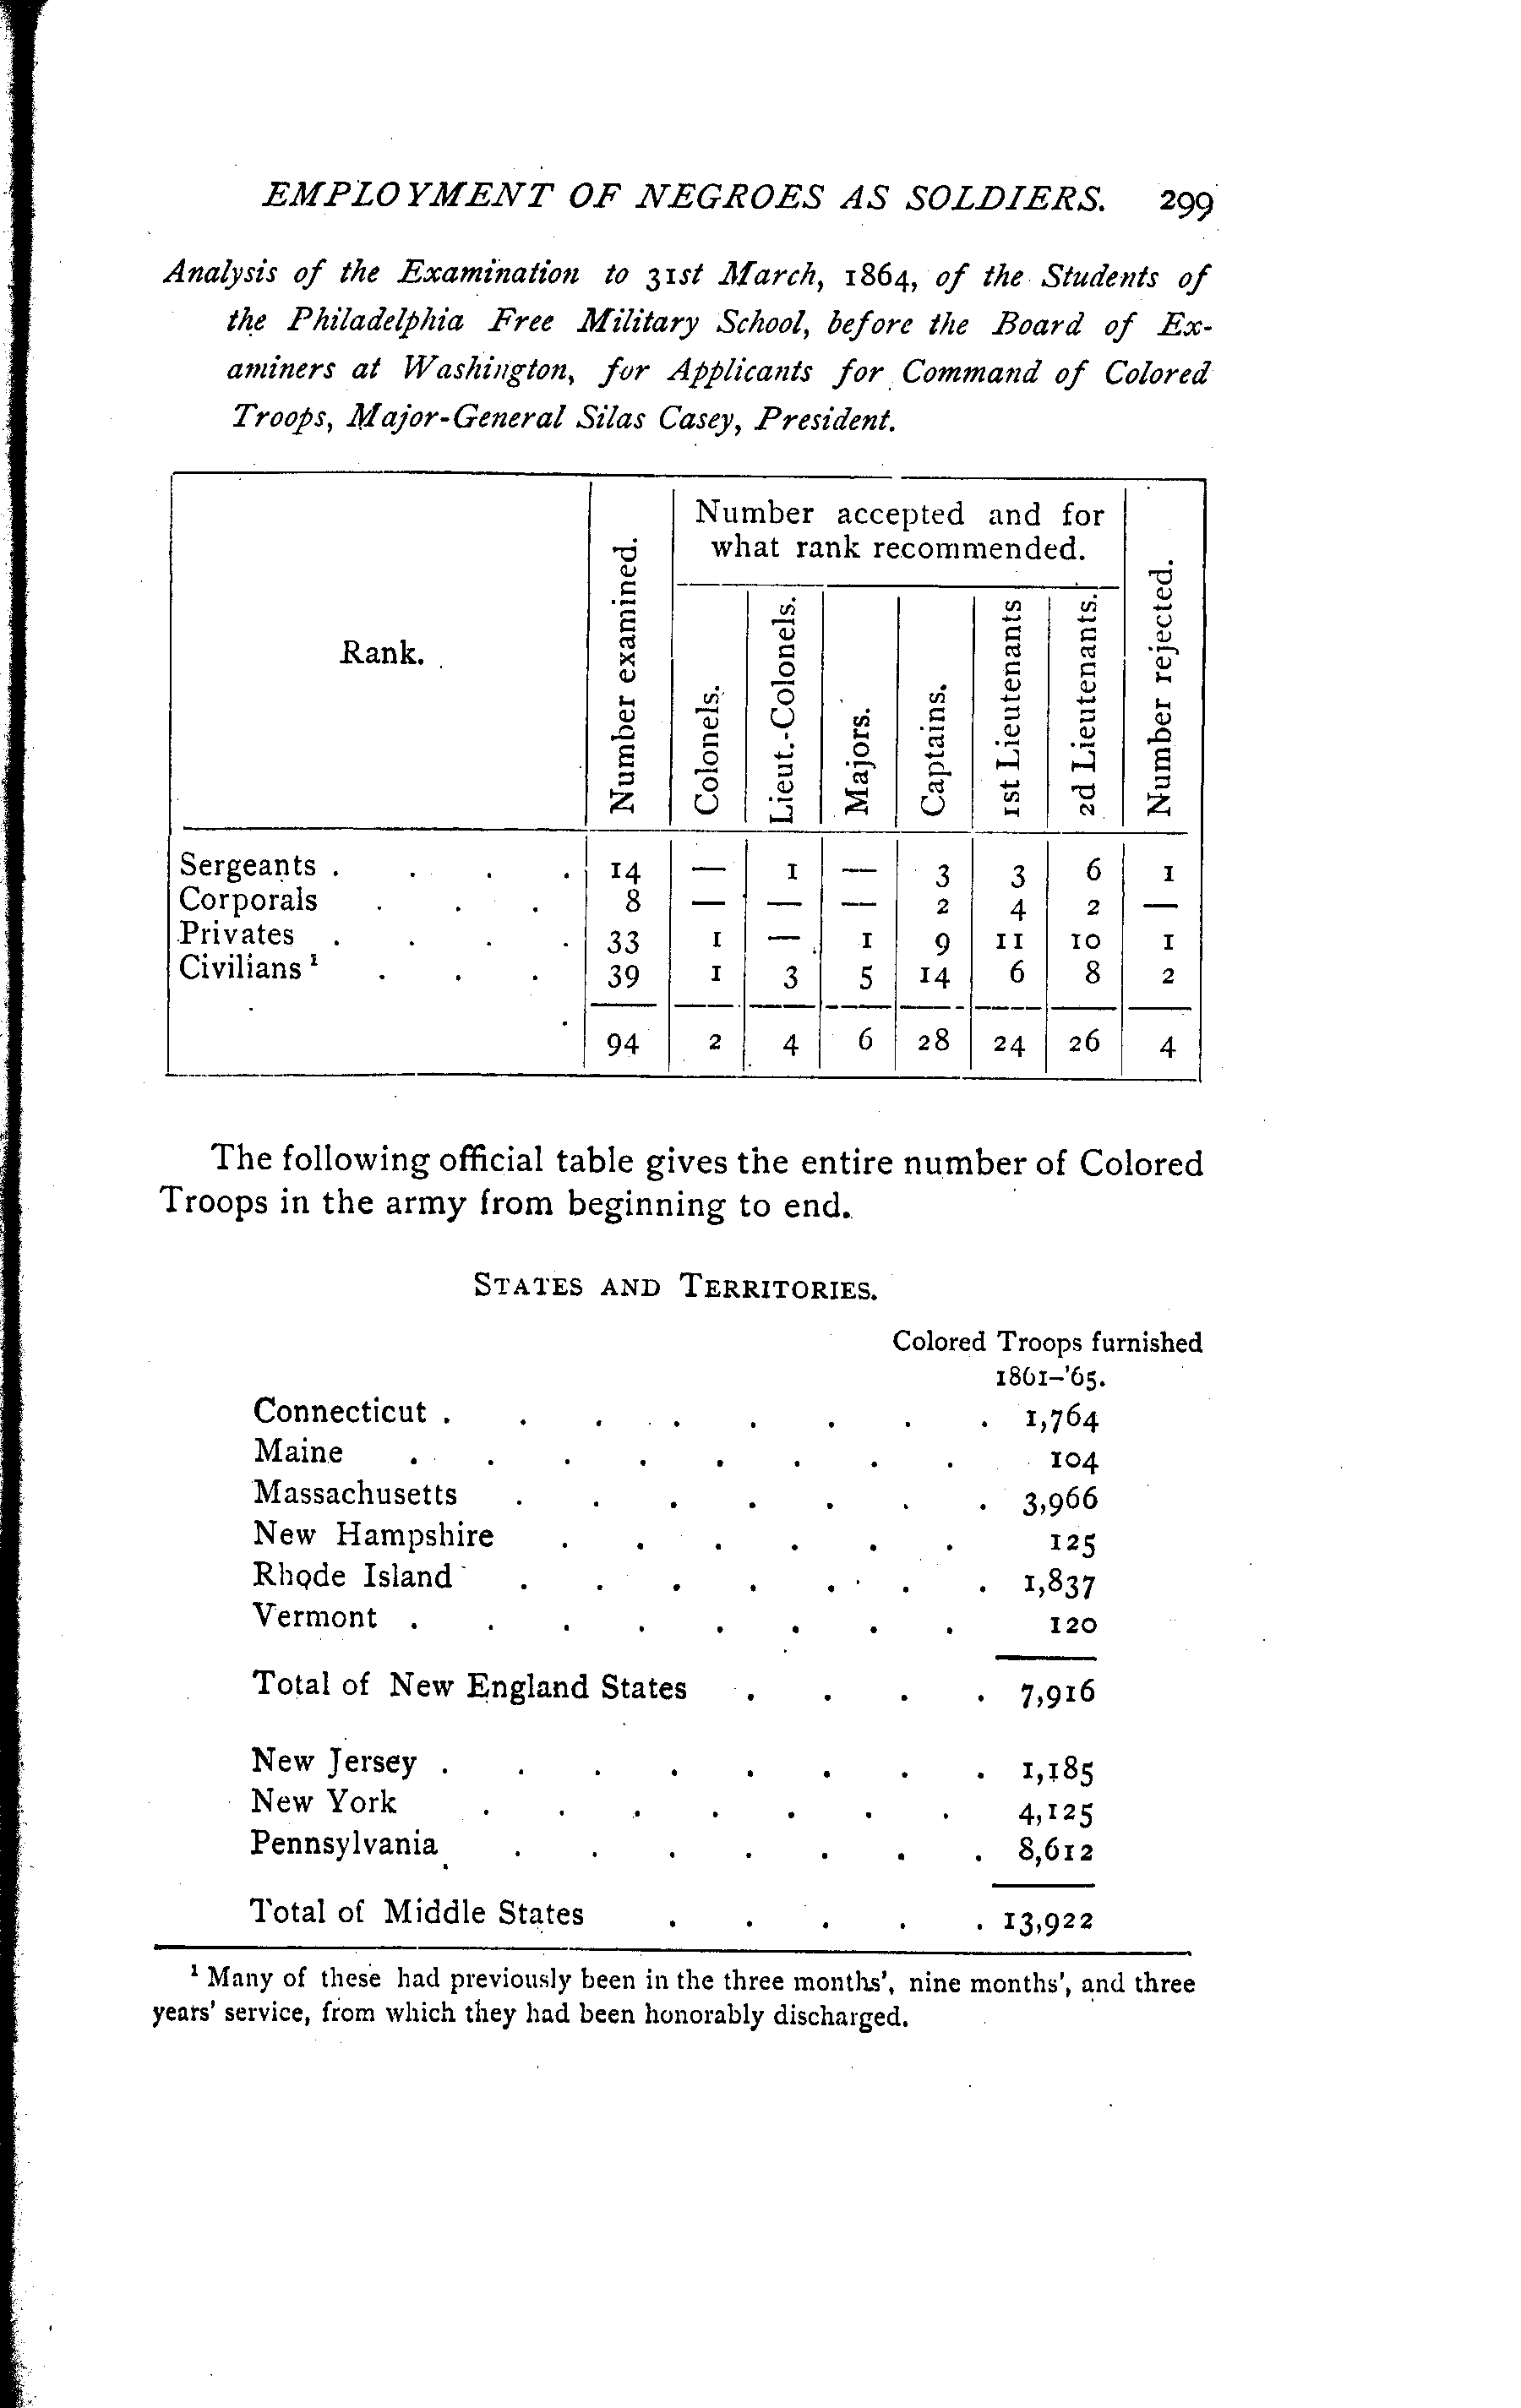 EMPLOYMENT OF NEGROES AS SOLDIERS. 299
Analysis of the Examination to 31st March, 1864, of the Students of
the Philadelphia Free Military School, before the Board of Ex-
aminers at Washington, for Applicants for Command of Colored
Troops, Major-General Silas Casey, President.
Rank.
Number examined.
Number accepted and for
what rank recommended.
Colonels.
Lieut.-Colonels.
Majors.
Captains.
1st Lieutenants
2d Lieutenants.
Number rejected.
Sergeants . . . . 14 — 1 — 3 3 6 1
Corporals . . . 8 — — — 2 4 2 —
Privates . . . . 33 1 — 1 9 11 10 1
Civilians ¹ . . . 39 1 3 5 14 6 8 2
94 2 4 6 28 24 26 4
The following official table gives the entire number of Colored
Troops in the army from beginning to end.
STATES AND TERRITORIES.
Colored Troops furnished
1861–'65.
Connecticut . . . . . . . . 1,764
Maine . . . . . . . . 104
Massachusetts . . . . . . . 3,966
New Hampshire . . . . . . 125
Rhode Island . . . . . . . 1,837
Vermont . . . . . . . . 120
Total of New England States . . . . 7,916
New Jersey . . . . . . . . 1,185
New York . . . . . . . 4,125
Pennsylvania . . . . . . . 8,612
Total of Middle States . . . . . 13,922
¹ Many of these had previously been in the three months', nine months', and three
years' service, from which they had been honorably discharged.